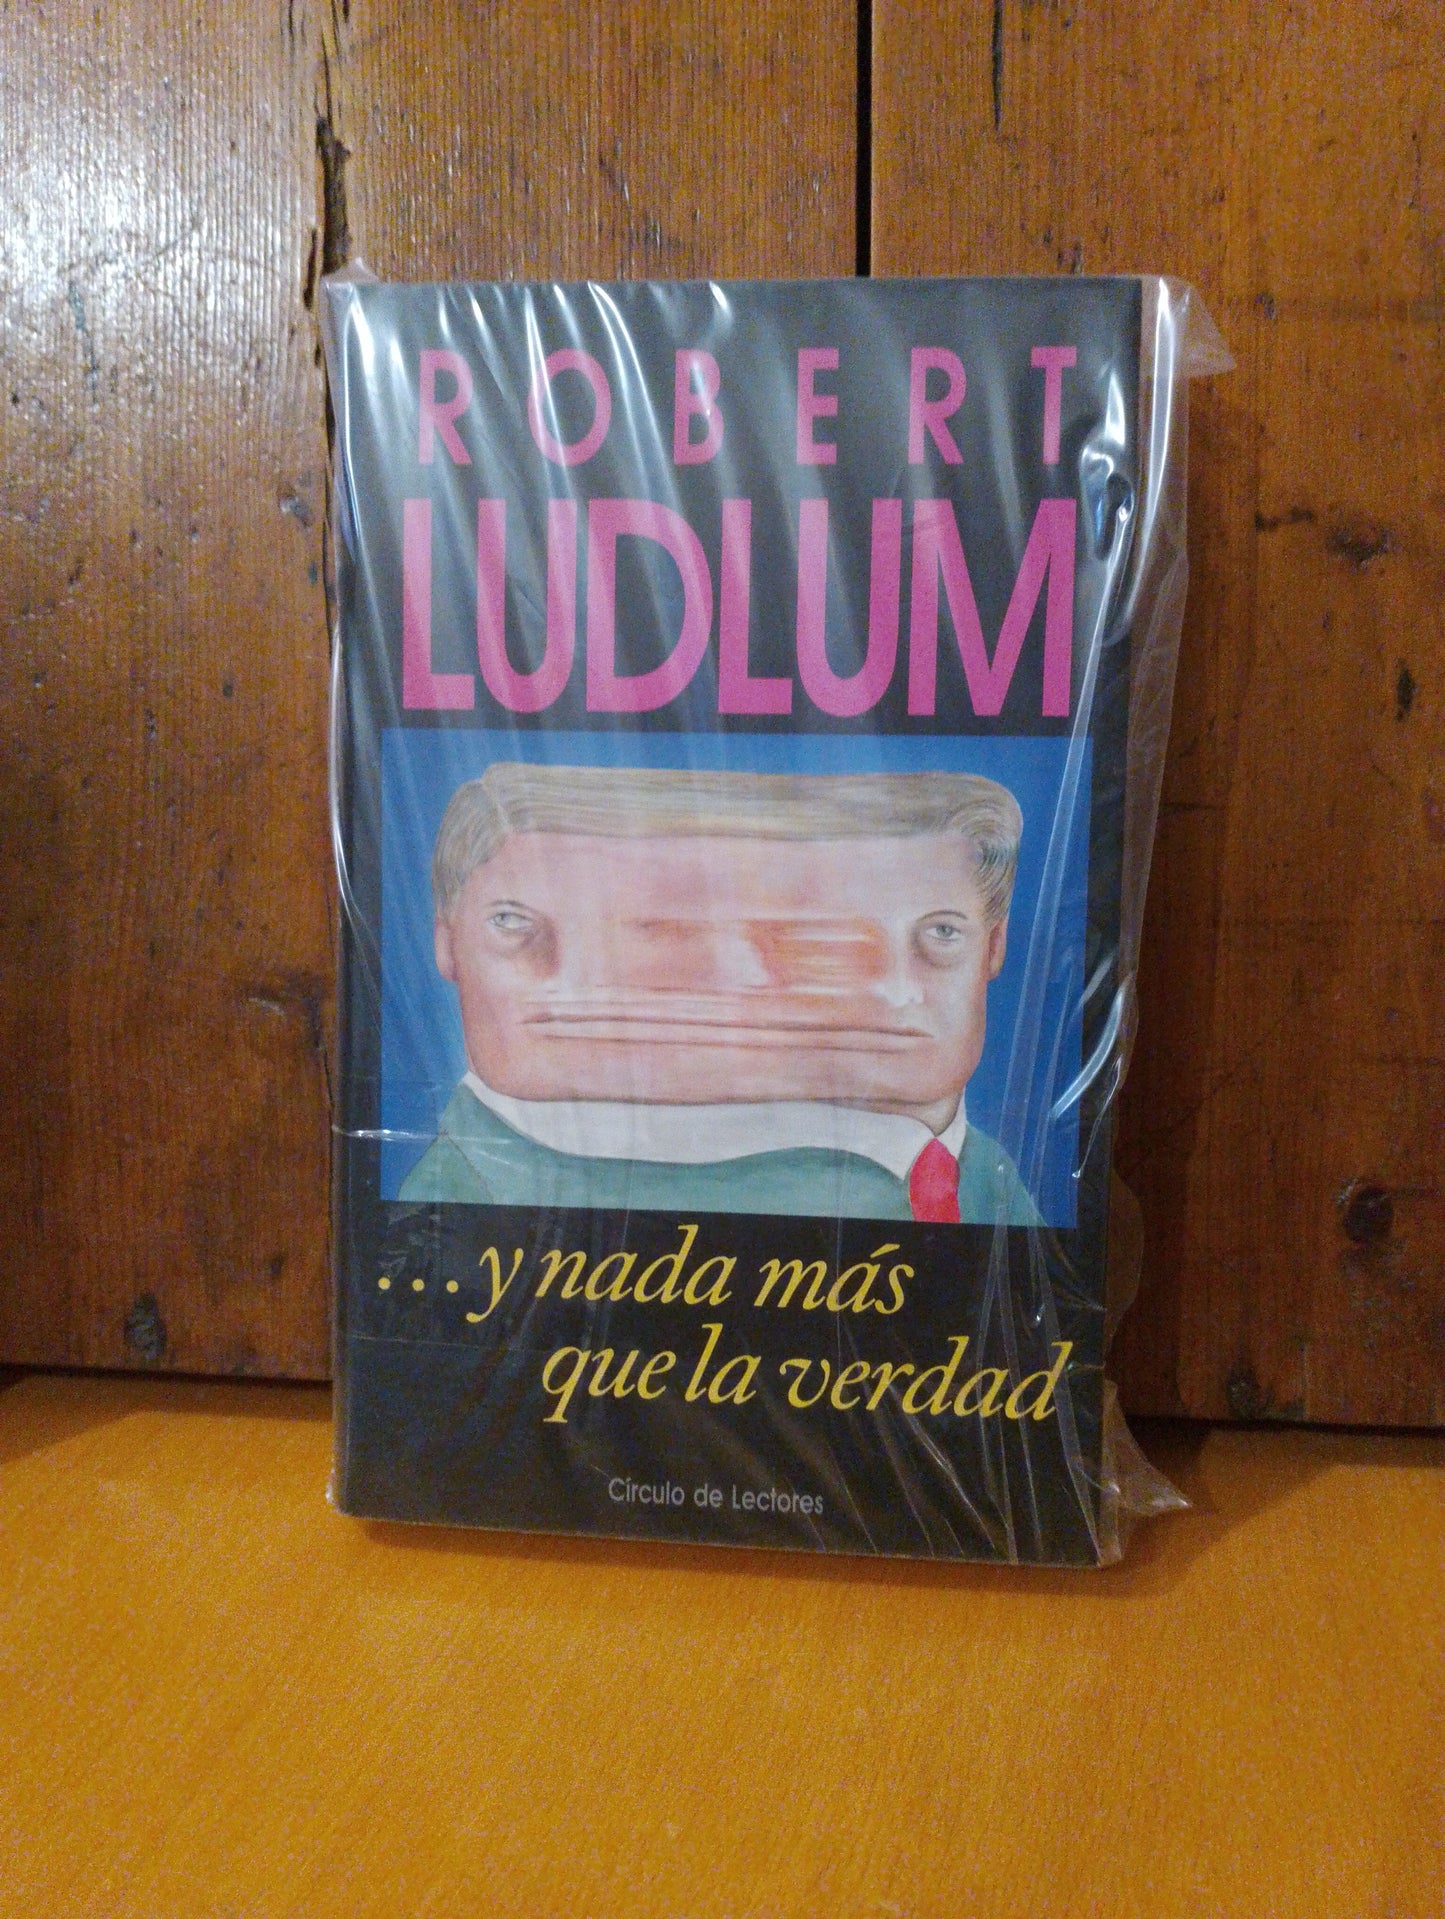 ROBERT
LUDLUM
...y nada más
que la verdad
Círculo de Lectores